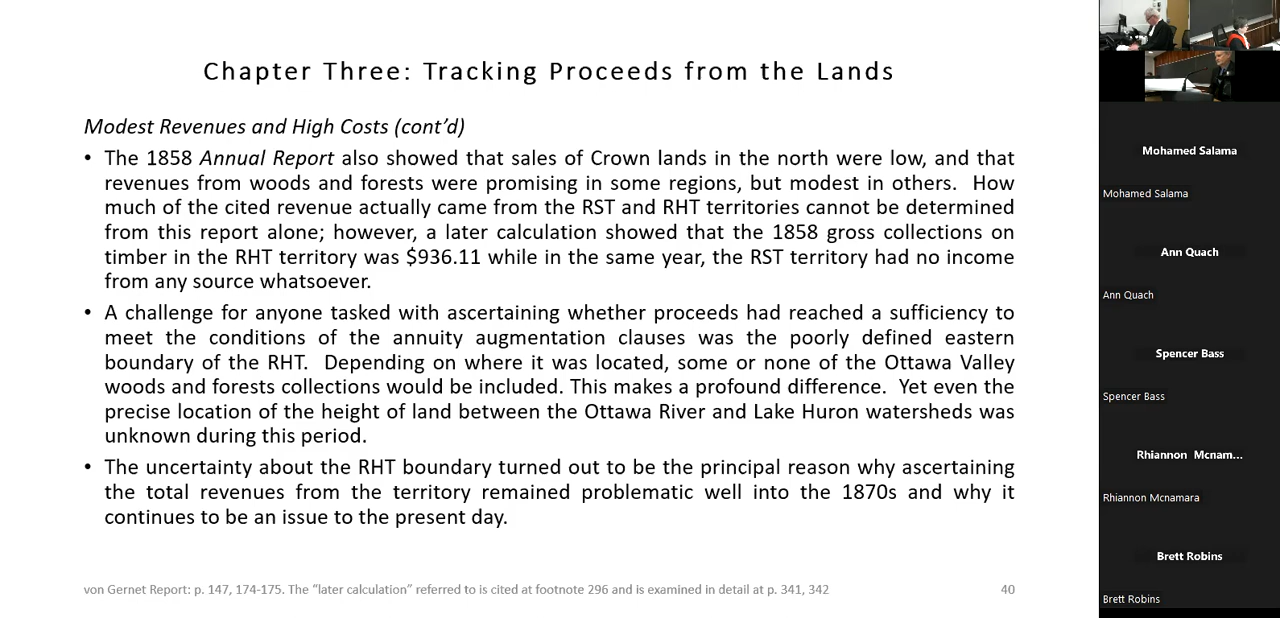 Chapter Three: Tracking Proceeds from the Lands
Modest Revenues and High Costs (cont’d)
• The 1858 Annual Report also showed that sales of Crown lands in the north were low, and that
revenues from woods and forests were promising in some regions, but modest in others. How
much of the cited revenue actually came from the RST and RHT territories cannot be determined
from this report alone; however, a later calculation showed that the 1858 gross collections on
timber in the RHT territory was $936.11 while in the same year, the RST territory had no income
from any source whatsoever.
• A challenge for anyone tasked with ascertaining whether proceeds had reached a sufficiency to
meet the conditions of the annuity augmentation clauses was the poorly defined eastern
boundary of the RHT. Depending on where it was located, some or none of the Ottawa Valley
woods and forests collections would be included. This makes a profound difference. Yet even the
precise location of the height of land between the Ottawa River and Lake Huron watersheds was
unknown during this period.
• The uncertainty about the RHT boundary turned out to be the principal reason why ascertaining
the total revenues from the territory remained problematic well into the 1870s and why it
continues to be an issue to the present day.
von Gernet Report: p. 147, 174-175. The “later calculation” referred to is cited at footnote 296 and is examined in detail at p. 341, 342
40
Mohamed Salama
Mohamed Salama
Ann Quach
Ann Quach
Spencer Bass
Spencer Bass
Rhiannon Mcnam...
Rhiannon Mcnamara
Brett Robins
Brett Robins